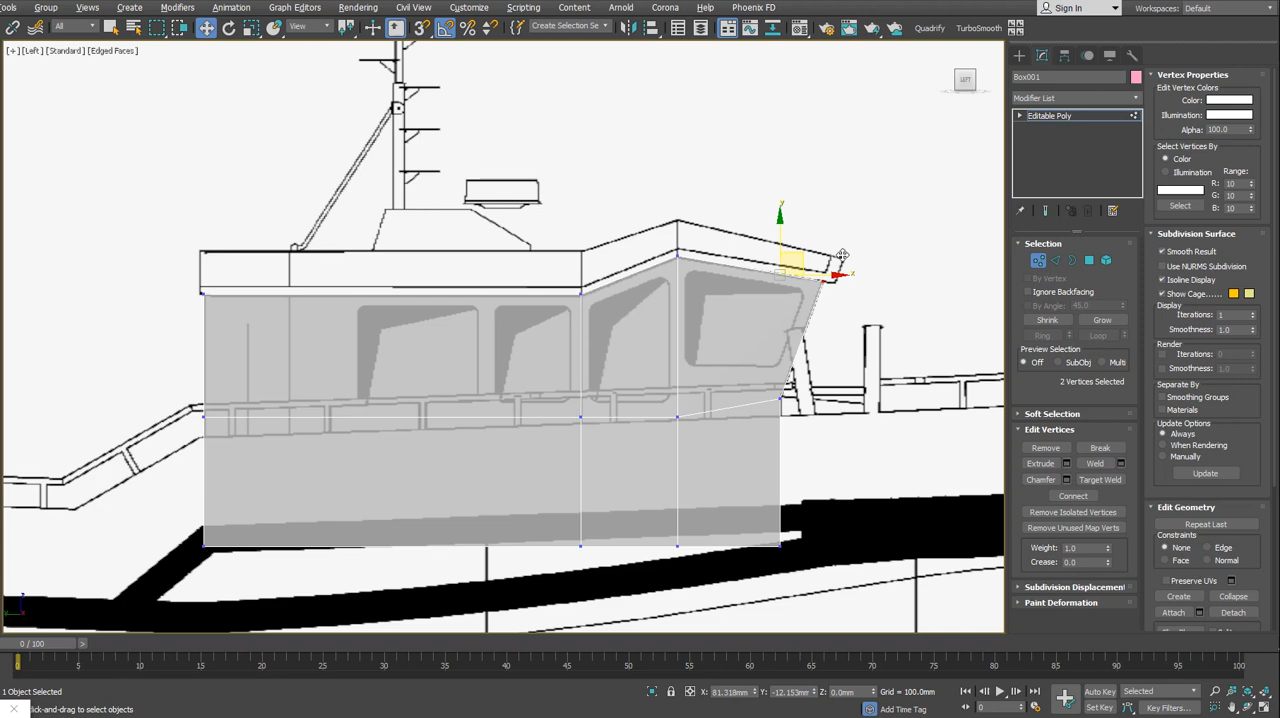 Tools Group Views Create Modifiers Animation Graph Editors Rendering Civil View Customize Scripting Content Arnold Corona Help Phoenix FD Sign In Workspaces: Default
All View Create Selection Se Quadrify TurboSmooth
[+] [Left] [Standard] [Edged Faces]
LEFT
y
x
Box001
Modifier List
Editable Poly
Selection
By Vertex
Ignore Backfacing
By Angle: 45.0
Shrink Grow
Ring Loop
Preview Selection
Off SubObj Multi
2 Vertices Selected
Soft Selection
Edit Vertices
Remove Break
Extrude Weld
Chamfer Target Weld
Connect
Remove Isolated Vertices
Remove Unused Map Verts
Weight: 1.0
Crease: 0.0
Subdivision Displacement
Paint Deformation
Vertex Properties
Edit Vertex Colors
Color:
Illumination:
Alpha: 100.0
Select Vertices By
Color
Illumination Range:
R: 10
G: 10
B: 10
Select
Subdivision Surface
Smooth Result
Use NURMS Subdivision
Isoline Display
Show Cage......
Display
Iterations: 1
Smoothness: 1.0
Render
Iterations: 0
Smoothness: 1.0
Separate By
Smoothing Groups
Materials
Update Options
Always
When Rendering
Manually
Update
Edit Geometry
Repeat Last
Constraints
None Edge
Face Normal
Preserve UVs
Create Collapse
Attach Detach
0 / 100
0 5 10 15 20 25 30 35 40 45 50 55 60 65 70 75 80 85 90 95 100
1 Object Selected
click-and-drag to select objects
X: 81.318mm Y: -12.153mm Z: 0.0mm Grid = 100.0mm
Add Time Tag
0
Auto Key Selected
Set Key Key Filters...